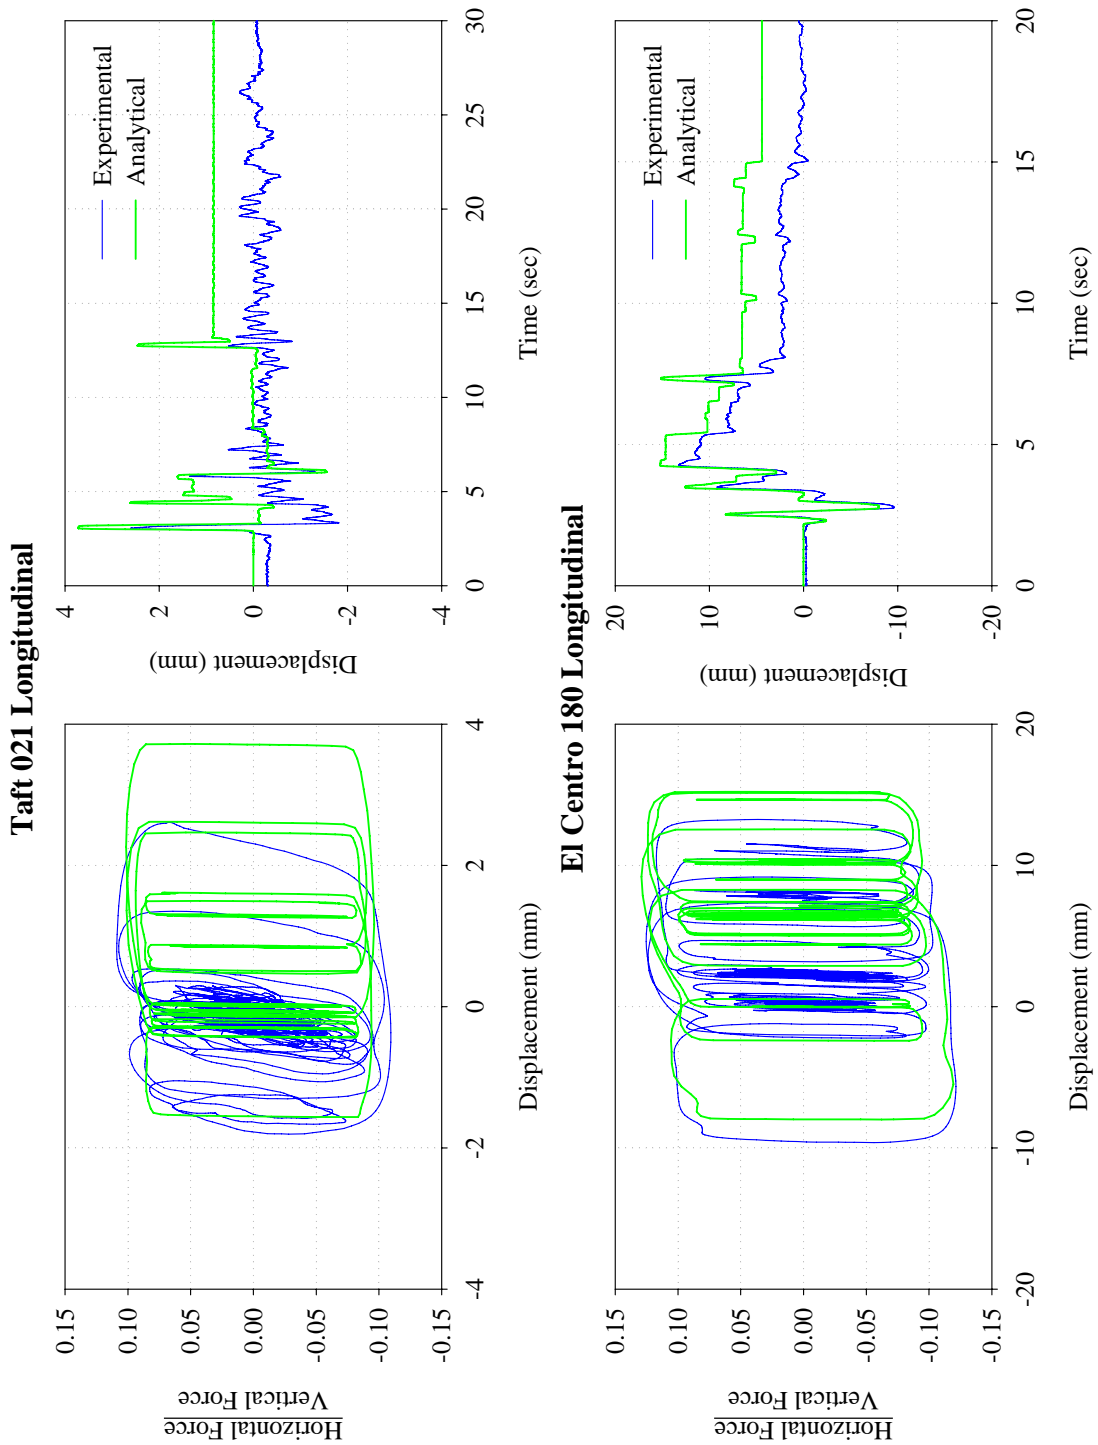 Taft 021 Longitudinal
0.15
0.10
0.05
0.00
-0.05
-0.10
-0.15
-4
-2
0
2
4
Horizontal Force
Vertical Force
Displacement (mm)
4
2
0
-2
-4
0
5
10
15
20
25
30
Displacement (mm)
Time (sec)
Experimental
Analytical
El Centro 180 Longitudinal
0.15
0.10
0.05
0.00
-0.05
-0.10
-0.15
-20
-10
0
10
20
Horizontal Force
Vertical Force
Displacement (mm)
20
10
0
-10
-20
0
5
10
15
20
Displacement (mm)
Time (sec)
Experimental
Analytical